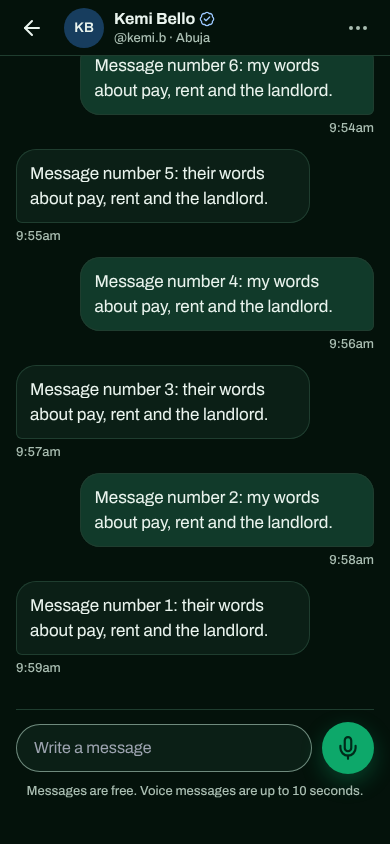 KB
Kemi Bello
@kemi.b · Abuja
Message number 6: my words
about pay, rent and the landlord.
9:54am
Message number 5: their words
about pay, rent and the landlord.
9:55am
Message number 4: my words
about pay, rent and the landlord.
9:56am
Message number 3: their words
about pay, rent and the landlord.
9:57am
Message number 2: my words
about pay, rent and the landlord.
9:58am
Message number 1: their words
about pay, rent and the landlord.
9:59am
Write a message
Messages are free. Voice messages are up to 10 seconds.